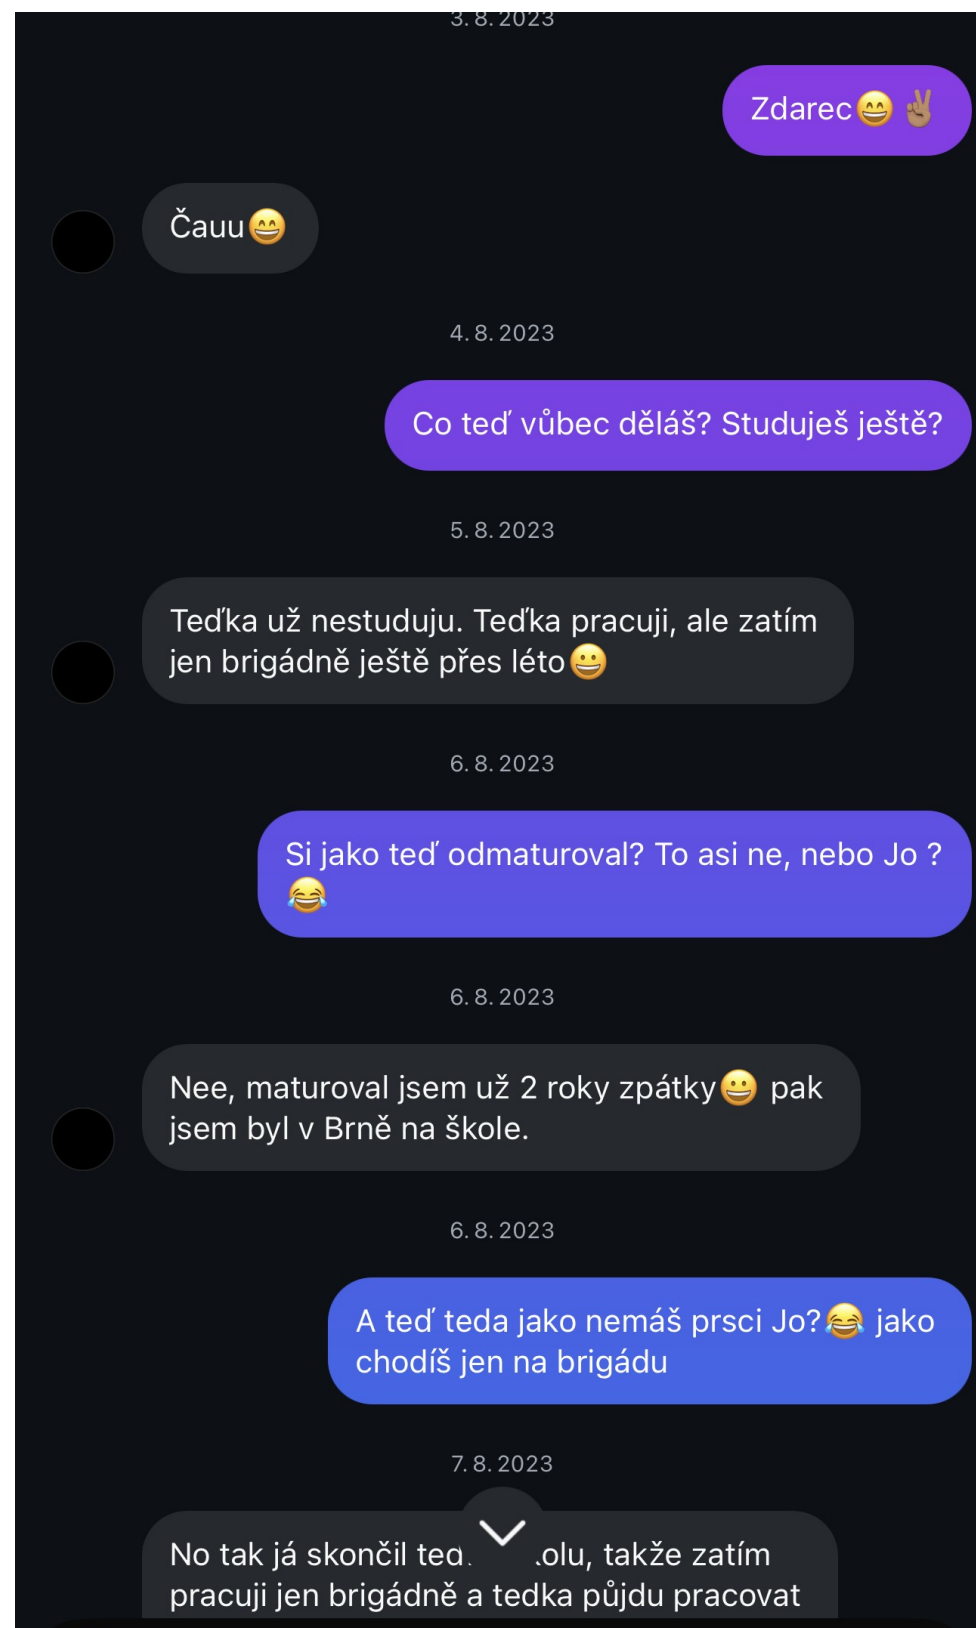 3. 8. 2023
Zdarec😄✌🏽
Čauu😄
4. 8. 2023
Co teď vůbec děláš? Studuješ ještě?
5. 8. 2023
Teďka už nestuduju. Teďka pracuji, ale zatím
jen brigádně ještě přes léto😀
6. 8. 2023
Si jako teď odmaturoval? To asi ne, nebo Jo ?
😂
6. 8. 2023
Nee, maturoval jsem už 2 roky zpátky😀 pak
jsem byl v Brně na škole.
6. 8. 2023
A teď teda jako nemáš prsci Jo?😂 jako
chodíš jen na brigádu
7. 8. 2023
No tak já skončil takže zatím
pracuji jen brigádně a tedka půjdu pracovat